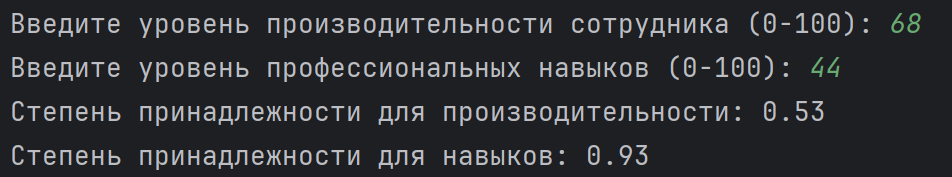 Введите уровень производительности сотрудника (0-100): 68
Введите уровень профессиональных навыков (0-100): 44
Степень принадлежности для производительности: 0.53
Степень принадлежности для навыков: 0.93